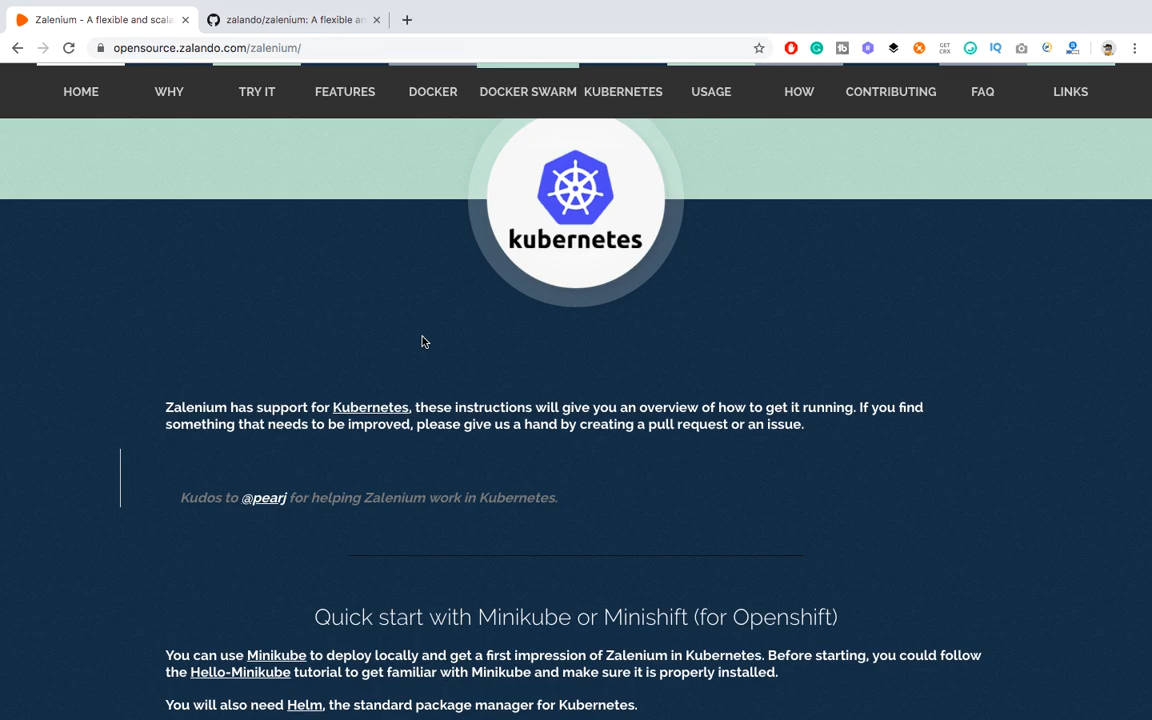 Zalenium - A flexible and scala
zalando/zalenium: A flexible an
opensource.zalando.com/zalenium/
GET CRX
IQ
HOME WHY TRY IT FEATURES DOCKER DOCKER SWARM KUBERNETES USAGE HOW CONTRIBUTING FAQ LINKS
kubernetes
Zalenium has support for Kubernetes, these instructions will give you an overview of how to get it running. If you find
something that needs to be improved, please give us a hand by creating a pull request or an issue.
Kudos to @pearj for helping Zalenium work in Kubernetes.
Quick start with Minikube or Minishift (for Openshift)
You can use Minikube to deploy locally and get a first impression of Zalenium in Kubernetes. Before starting, you could follow
the Hello-Minikube tutorial to get familiar with Minikube and make sure it is properly installed.
You will also need Helm, the standard package manager for Kubernetes.